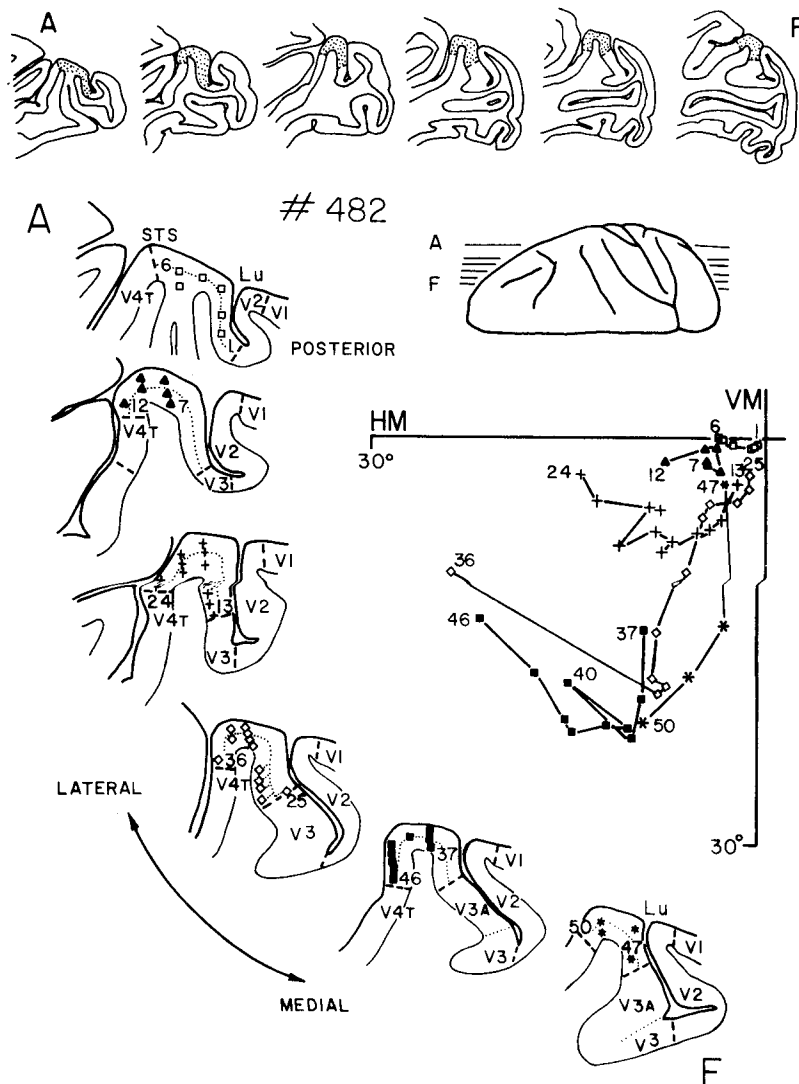 A
F
# 482
A
STS
6
Lu
V4T
V2
V1
1
POSTERIOR
A
F
12
7
V4T
V1
V2
V3
HM
VM
30°
6
12
7
13
25
24
47
36
46
37
40
50
30°
24
13
V4T
V1
V2
V3
36
V4T
25
V1
V2
V3
LATERAL
MEDIAL
46
37
V4T
V3A
V1
V2
V3
50
47
Lu
V1
V2
V3A
V3
F